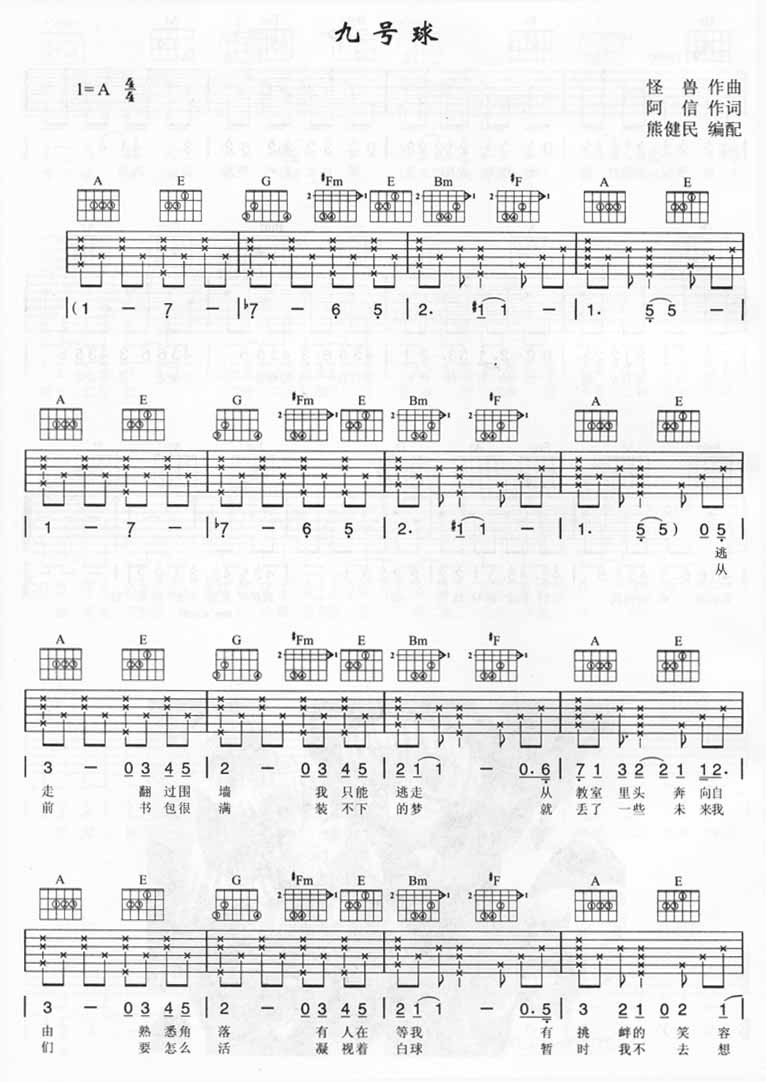 九号球
1=A 4/4
怪 兽 作曲
阿 信 作词
熊健民 编配
A E G #Fm E Bm #F A E
(1 – 7 – | ♭7 – 6 5 | 2. #1 1 – | 1. 5 5 – |
A E G #Fm E Bm #F A E
1 – 7 – | ♭7 – 6 5 | 2. #1 1 – | 1. 5 5) 0 5 |
逃
从
A E G #Fm E Bm #F A E
3 – 0 3 4 5 | 2 – 0 3 4 5 | 2 1 1 – 0. 6 | 7 1 3 2 2 1 1 2. |
走 翻 过围 墙 我 只能 逃走 从 教室 里头 奔 向自
前 书 包很 满 装 不下 的梦 就 丢了 一些 未 来我
A E G #Fm E Bm #F A E
3 – 0 3 4 5 | 2 – 0 3 4 5 | 2 1 1 – 0. 5 | 3 2 1 0 2 1 |
由 熟 悉角 落 有 人在 等我 有 挑 衅的 笑 容
们 要 怎么 活 凝 视着 白球 暂 时 我不 去 想